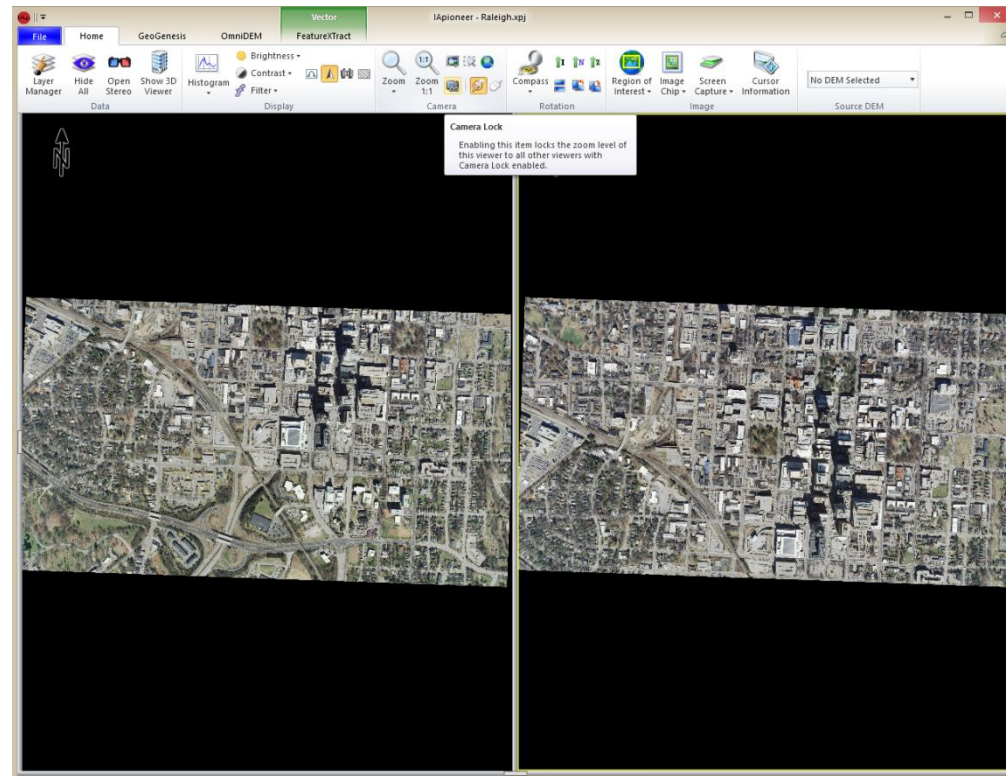 Vector
IApioneer - Raleigh.xpj
File
Home
GeoGenesis
OmniDEM
FeatureXTract
Layer
Manager
Hide
All
Open
Stereo
Show 3D
Viewer
Data
Histogram
Brightness
Contrast
Filter
Display
Zoom
Zoom
1:1
1:1
Camera
Compass
Rotation
Region of
Interest
Image
Chip
Screen
Capture
Cursor
Information
Image
No DEM Selected
Source DEM
Camera Lock
Enabling this item locks the zoom level of
this viewer to all other viewers with
Camera Lock enabled.
N